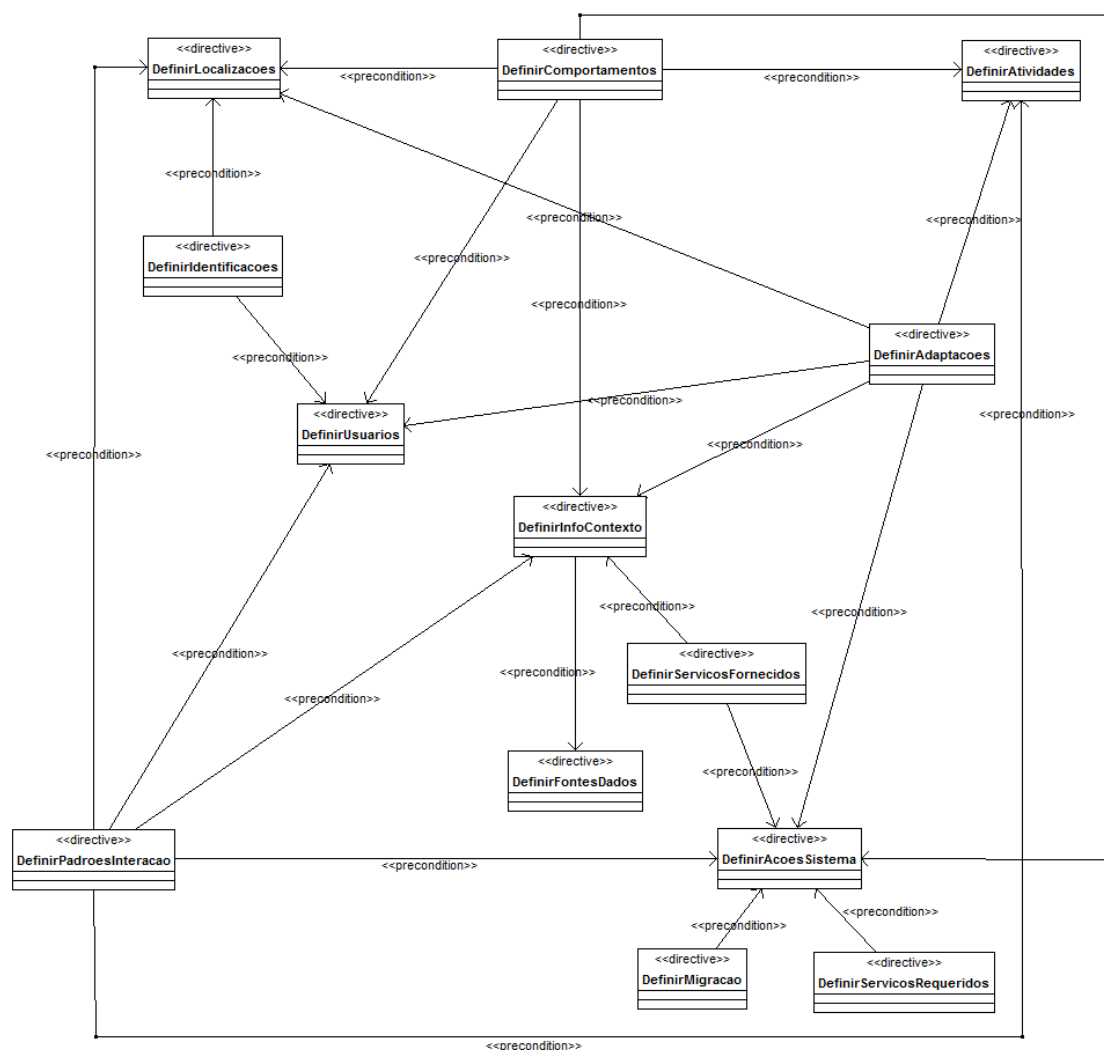 <<directive>>
DefinirLocalizacoes
<<directive>>
DefinirComportamentos
<<directive>>
DefinirAtividades
<<precondition>>
<<precondition>>
<<precondition>>
<<precondition>>
<<precondition>>
<<directive>>
DefinirIdentificacoes
<<precondition>>
<<precondition>>
<<directive>>
DefinirAdaptacoes
<<precondition>>
<<precondition>>
<<precondition>>
<<directive>>
DefinirUsuarios
<<precondition>>
<<precondition>>
<<directive>>
DefinirInfoContexto
<<precondition>>
<<precondition>>
<<directive>>
DefinirServicosFornecidos
<<precondition>>
<<precondition>>
<<precondition>>
<<directive>>
DefinirFontesDados
<<precondition>>
<<directive>>
DefinirPadroesInteracao
<<precondition>>
<<directive>>
DefinirAcoesSistema
<<precondition>>
<<precondition>>
<<directive>>
DefinirMigracao
<<directive>>
DefinirServicosRequeridos
<<precondition>>